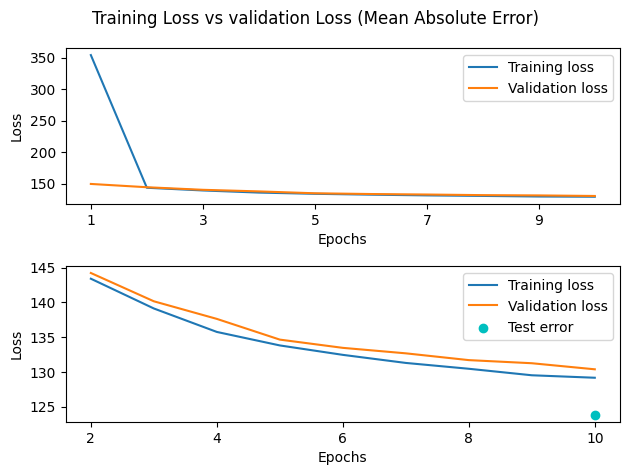 Training Loss vs validation Loss (Mean Absolute Error)
350
300
250
200
150
Loss
Training loss
Validation loss
1 3 5 7 9
Epochs
145
140
135
130
125
Loss
Training loss
Validation loss
Test error
2 4 6 8 10
Epochs